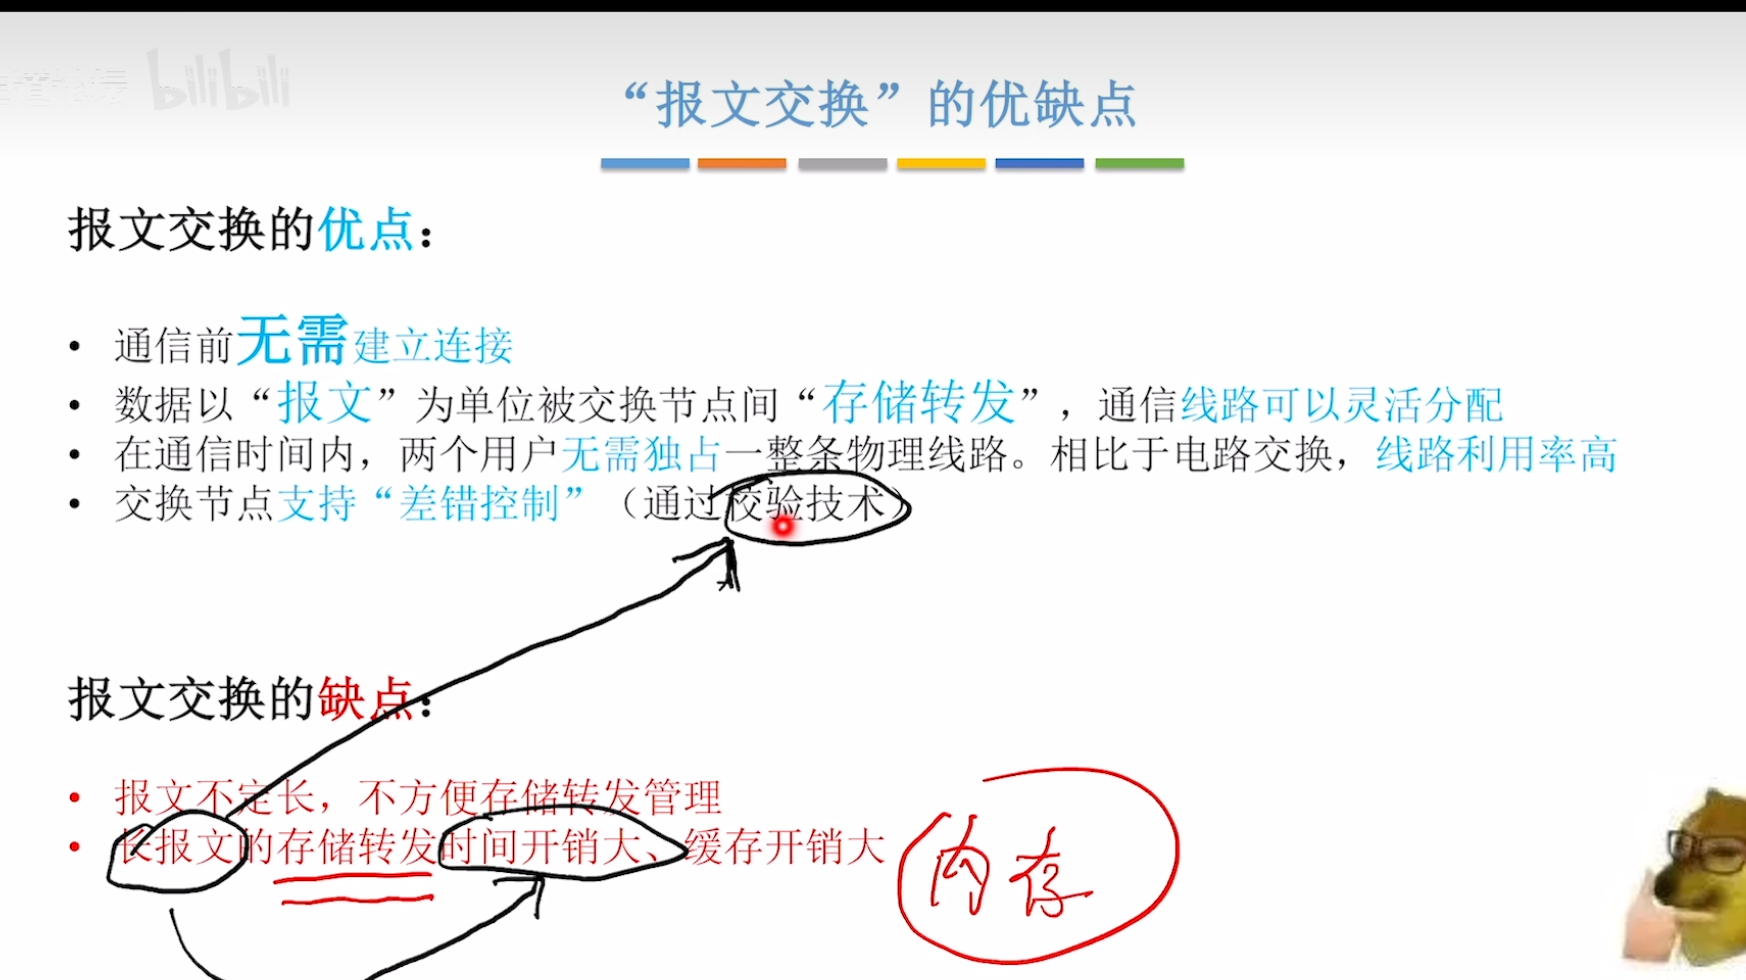 bilibili
“报文交换”的优缺点
报文交换的优点：
• 通信前无需建立连接
• 数据以“报文”为单位被交换节点间“存储转发”，通信线路可以灵活分配
• 在通信时间内，两个用户无需独占一整条物理线路。相比于电路交换，线路利用率高
• 交换节点支持“差错控制”（通过校验技术）
报文交换的缺点：
• 报文不定长，不方便存储转发管理
• 长报文的存储转发时间开销大、缓存开销大
内存